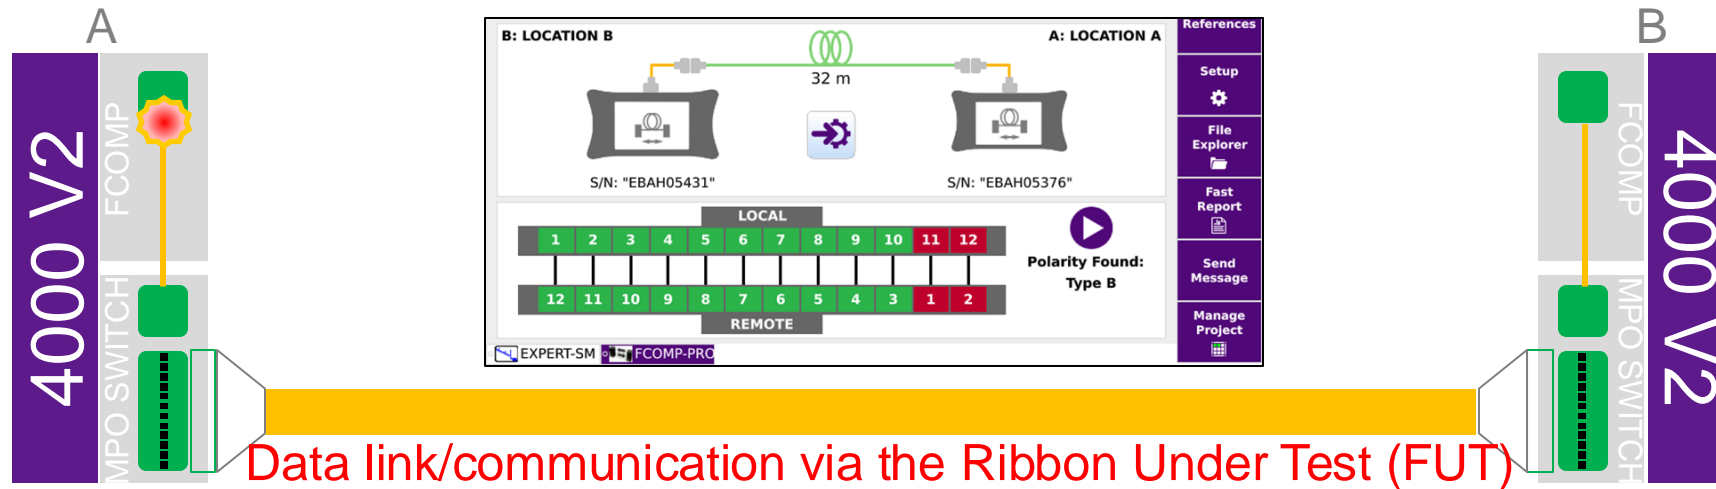 A
B
4000 V2
FCOMP
MPO SWITCH
B: LOCATION B
A: LOCATION A
32 m
S/N: "EBAH05431"
S/N: "EBAH05376"
LOCAL
1 2 3 4 5 6 7 8 9 10 11 12
12 11 10 9 8 7 6 5 4 3 1 2
REMOTE
Polarity Found:
Type B
EXPERT-SM
FCOMP-PRO
References
Setup
File
Explorer
Fast
Report
Send
Message
Manage
Project
FCOMP
MPO SWITCH
4000 V2
Data link/communication via the Ribbon Under Test (FUT)